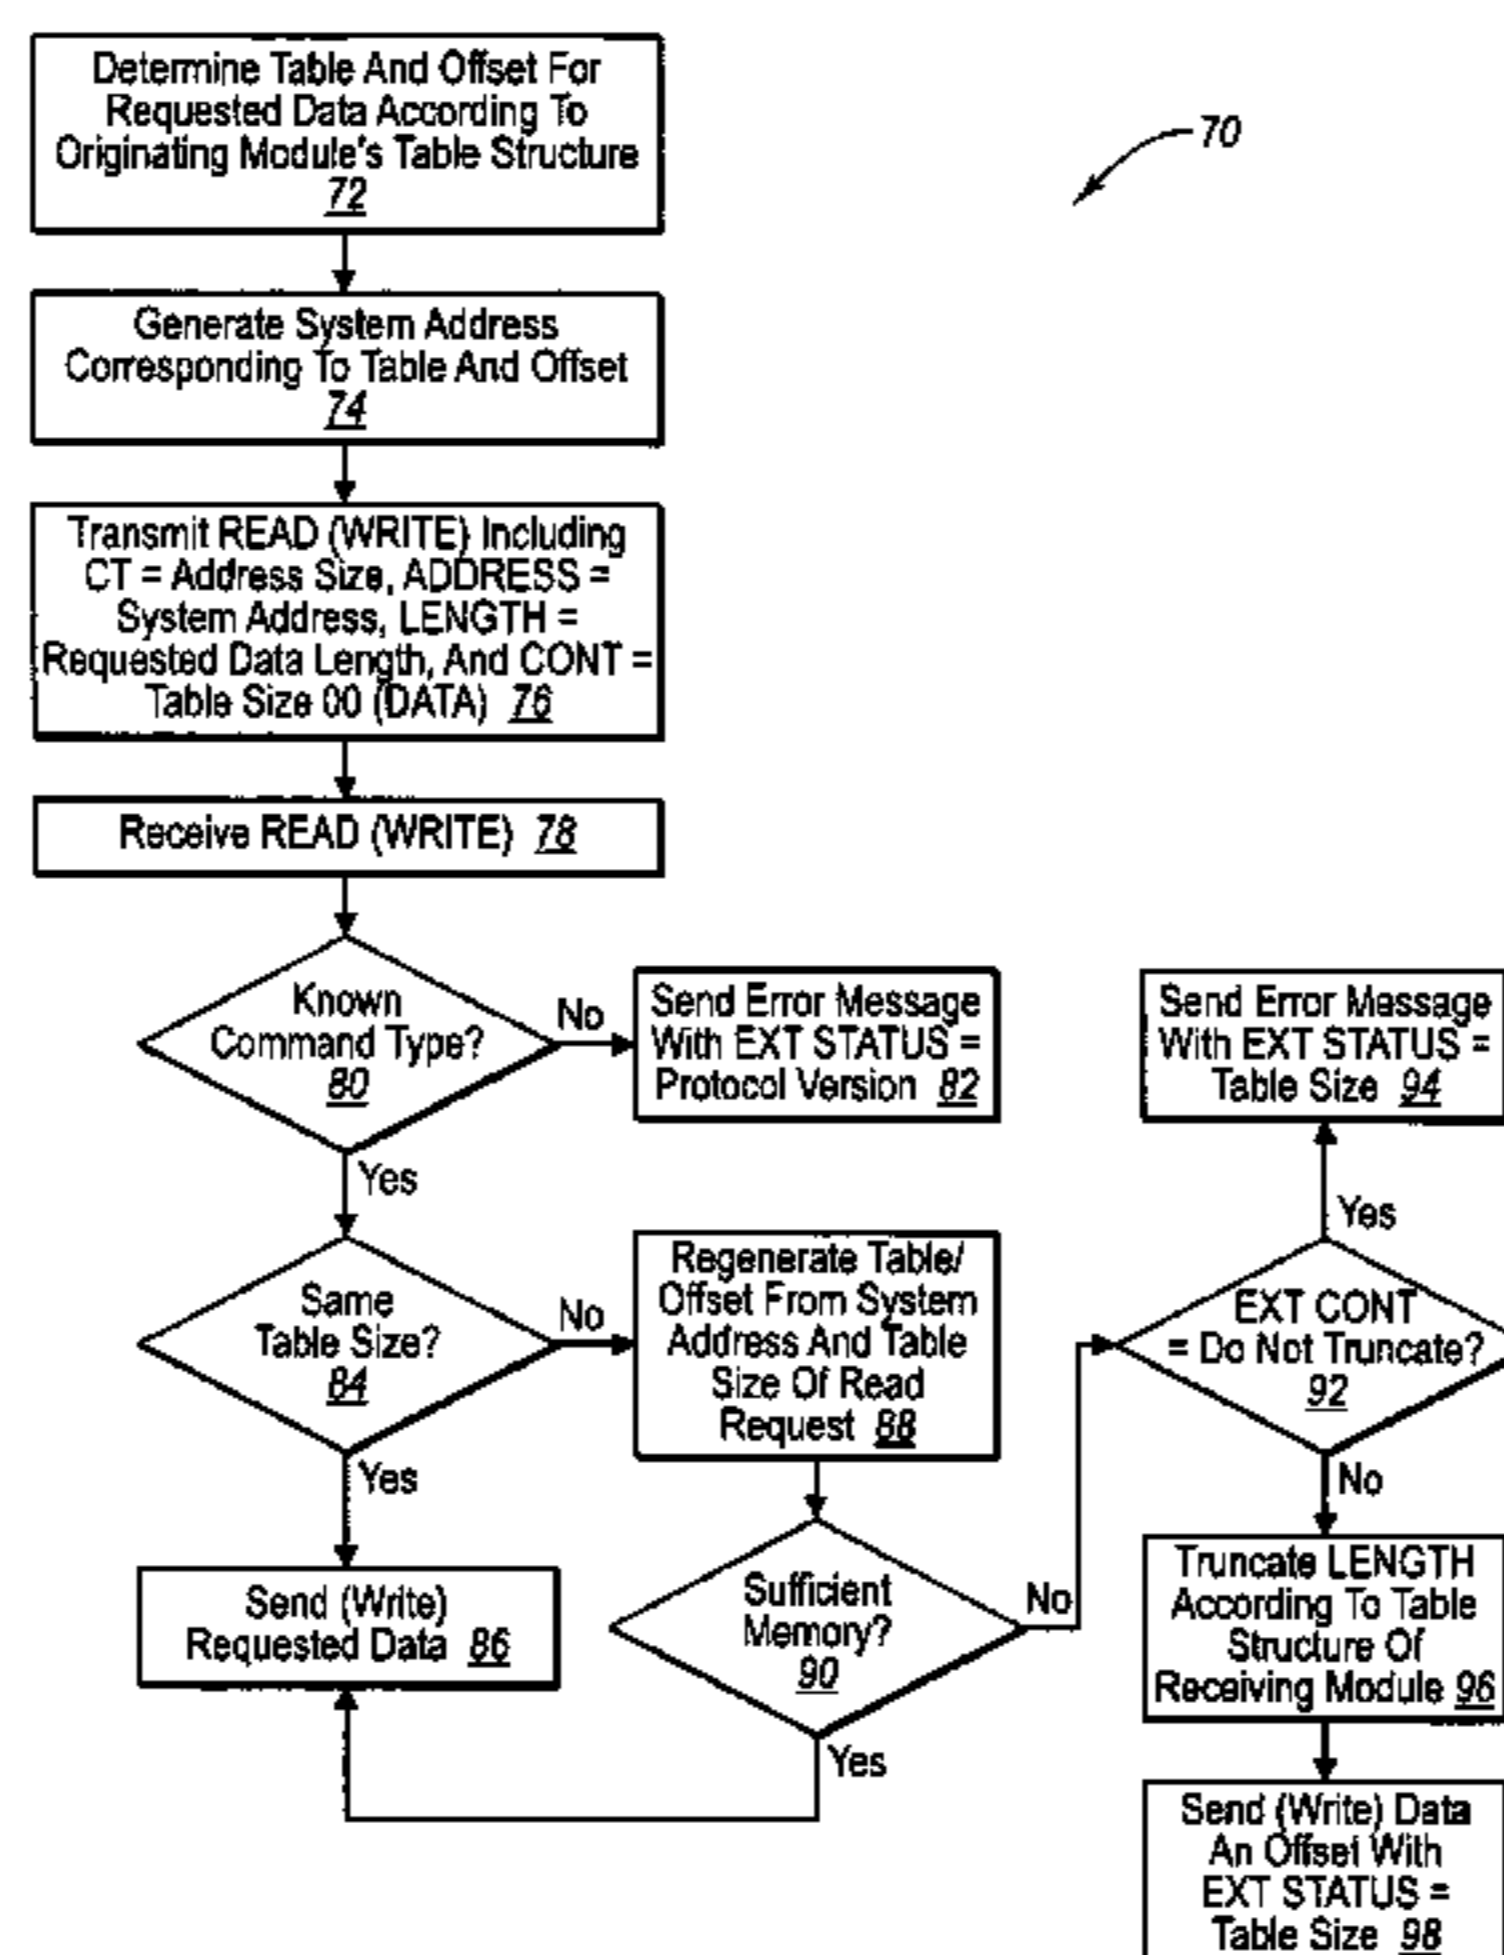 Determine Table And Offset For
Requested Data According To
Originating Module's Table Structure
72
70
Generate System Address
Corresponding To Table And Offset
74
Transmit READ (WRITE) Including
CT = Address Size, ADDRESS =
System Address, LENGTH =
Requested Data Length, And CONT =
Table Size 00 (DATA) 76
Receive READ (WRITE) 78
Known
Command Type?
80
No
Yes
Send Error Message
With EXT STATUS =
Protocol Version 82
Same
Table Size?
84
No
Yes
Send (Write)
Requested Data 86
Regenerate Table/
Offset From System
Address And Table
Size Of Read
Request 88
Sufficient
Memory?
90
No
Yes
Send Error Message
With EXT STATUS =
Table Size 94
Yes
EXT CONT
= Do Not Truncate?
92
No
Truncate LENGTH
According To Table
Structure Of
Receiving Module 96
Send (Write) Data
An Offset With
EXT STATUS =
Table Size 98